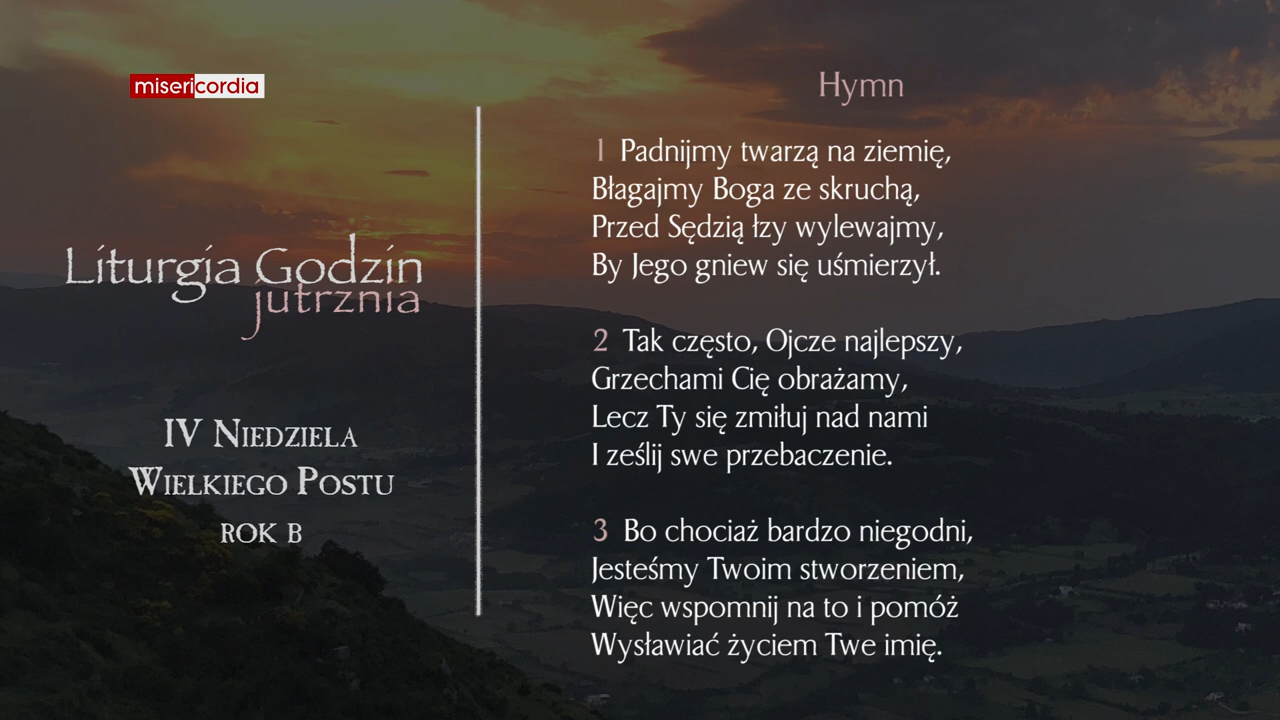 misericordia
Liturgia Godzin
jutrznia
IV Niedziela
Wielkiego Postu
rok B
Hymn
1 Padnijmy twarzą na ziemię,
Błagajmy Boga ze skruchą,
Przed Sędzią łzy wylewajmy,
By Jego gniew się uśmierzył.
2 Tak często, Ojcze najlepszy,
Grzechami Cię obrażamy,
Lecz Ty się zmiłuj nad nami
I ześlij swe przebaczenie.
3 Bo chociaż bardzo niegodni,
Jesteśmy Twoim stworzeniem,
Więc wspomnij na to i pomóż
Wysławiać życiem Twe imię.